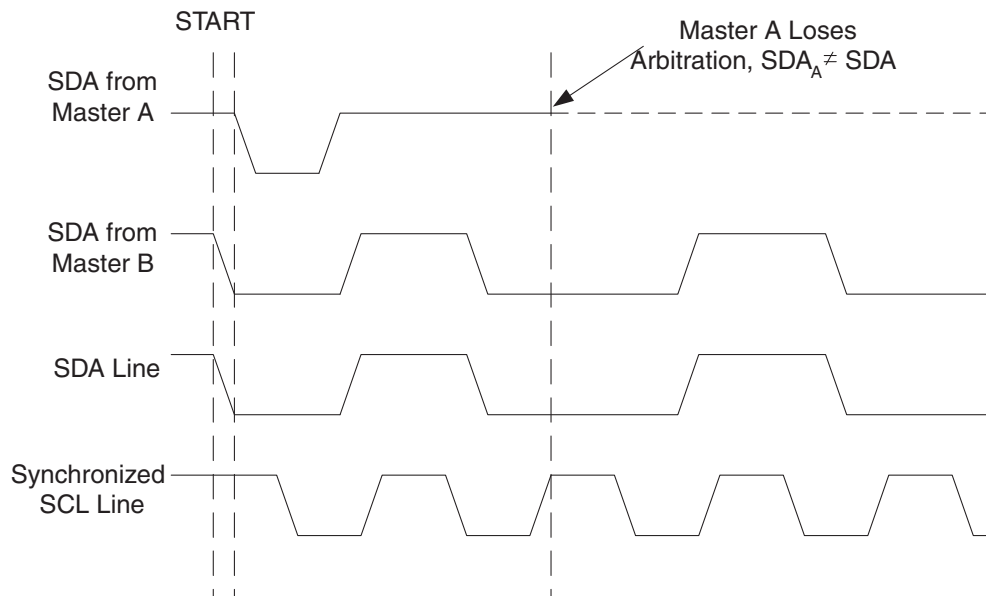 START
Master A Loses
Arbitration, SDA_A ≠ SDA
SDA from
Master A
SDA from
Master B
SDA Line
Synchronized
SCL Line